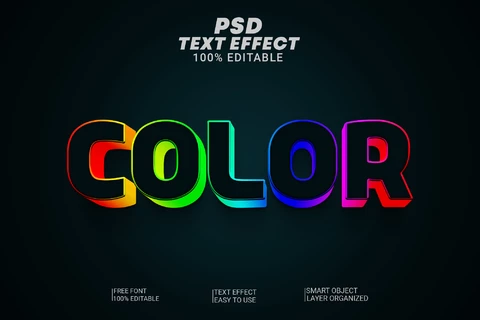 PSD
TEXT EFFECT
100% EDITABLE
COLOR
FREE FONT
100% EDITABLE
TEXT EFFECT
EASY TO USE
SMART OBJECT
LAYER ORGANIZED